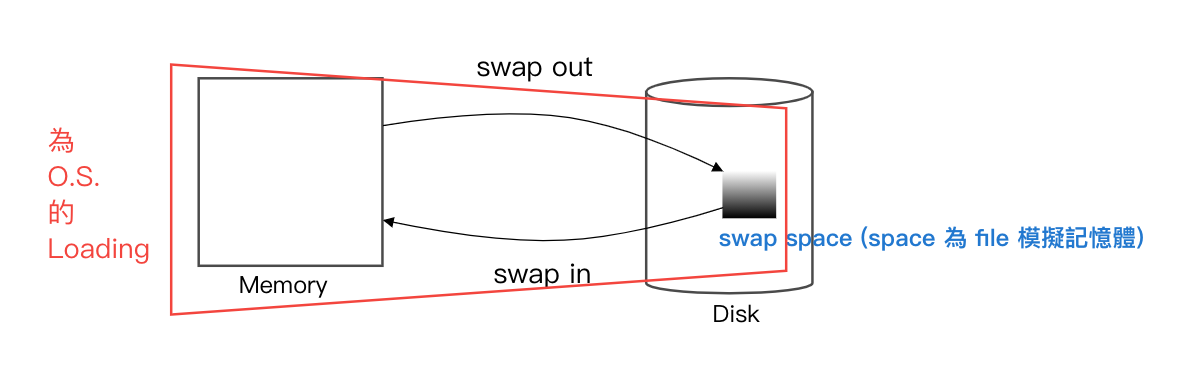 swap out
為
O.S.
的
Loading
swap space (space 為 file 模擬記憶體)
swap in
Memory
Disk